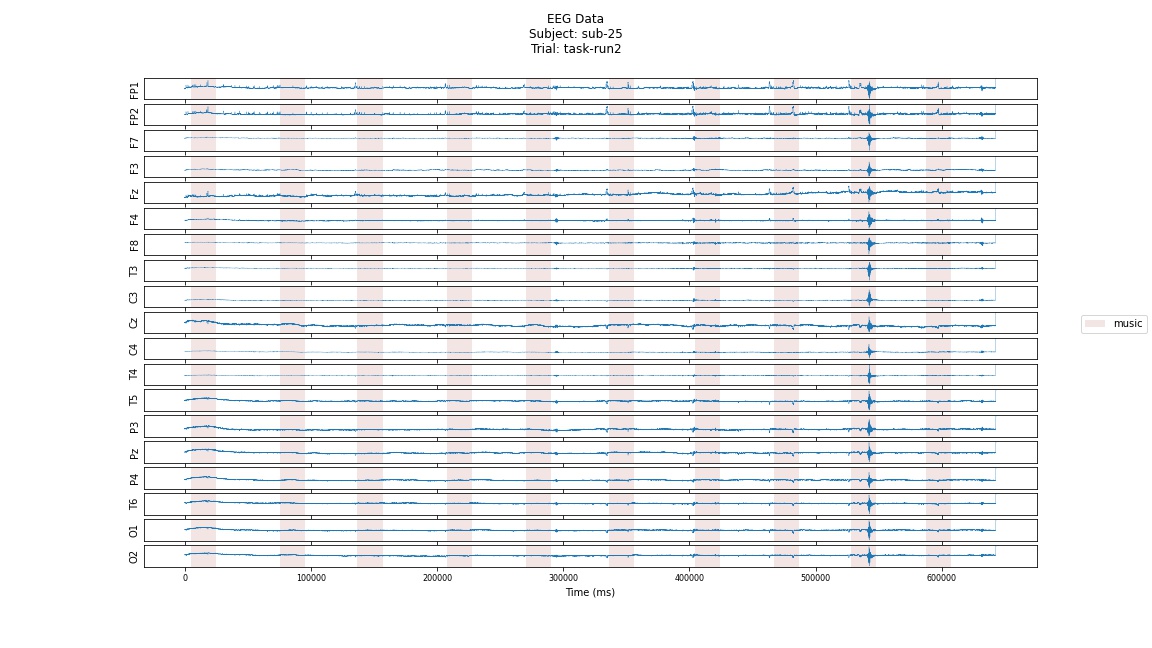 EEG Data
Subject: sub-25
Trial: task-run2
FP1
FP2
F7
F3
Fz
F4
F8
T3
C3
Cz
C4
T4
T5
P3
Pz
P4
T6
O1
O2
music
0 100000 200000 300000 400000 500000 600000
Time (ms)